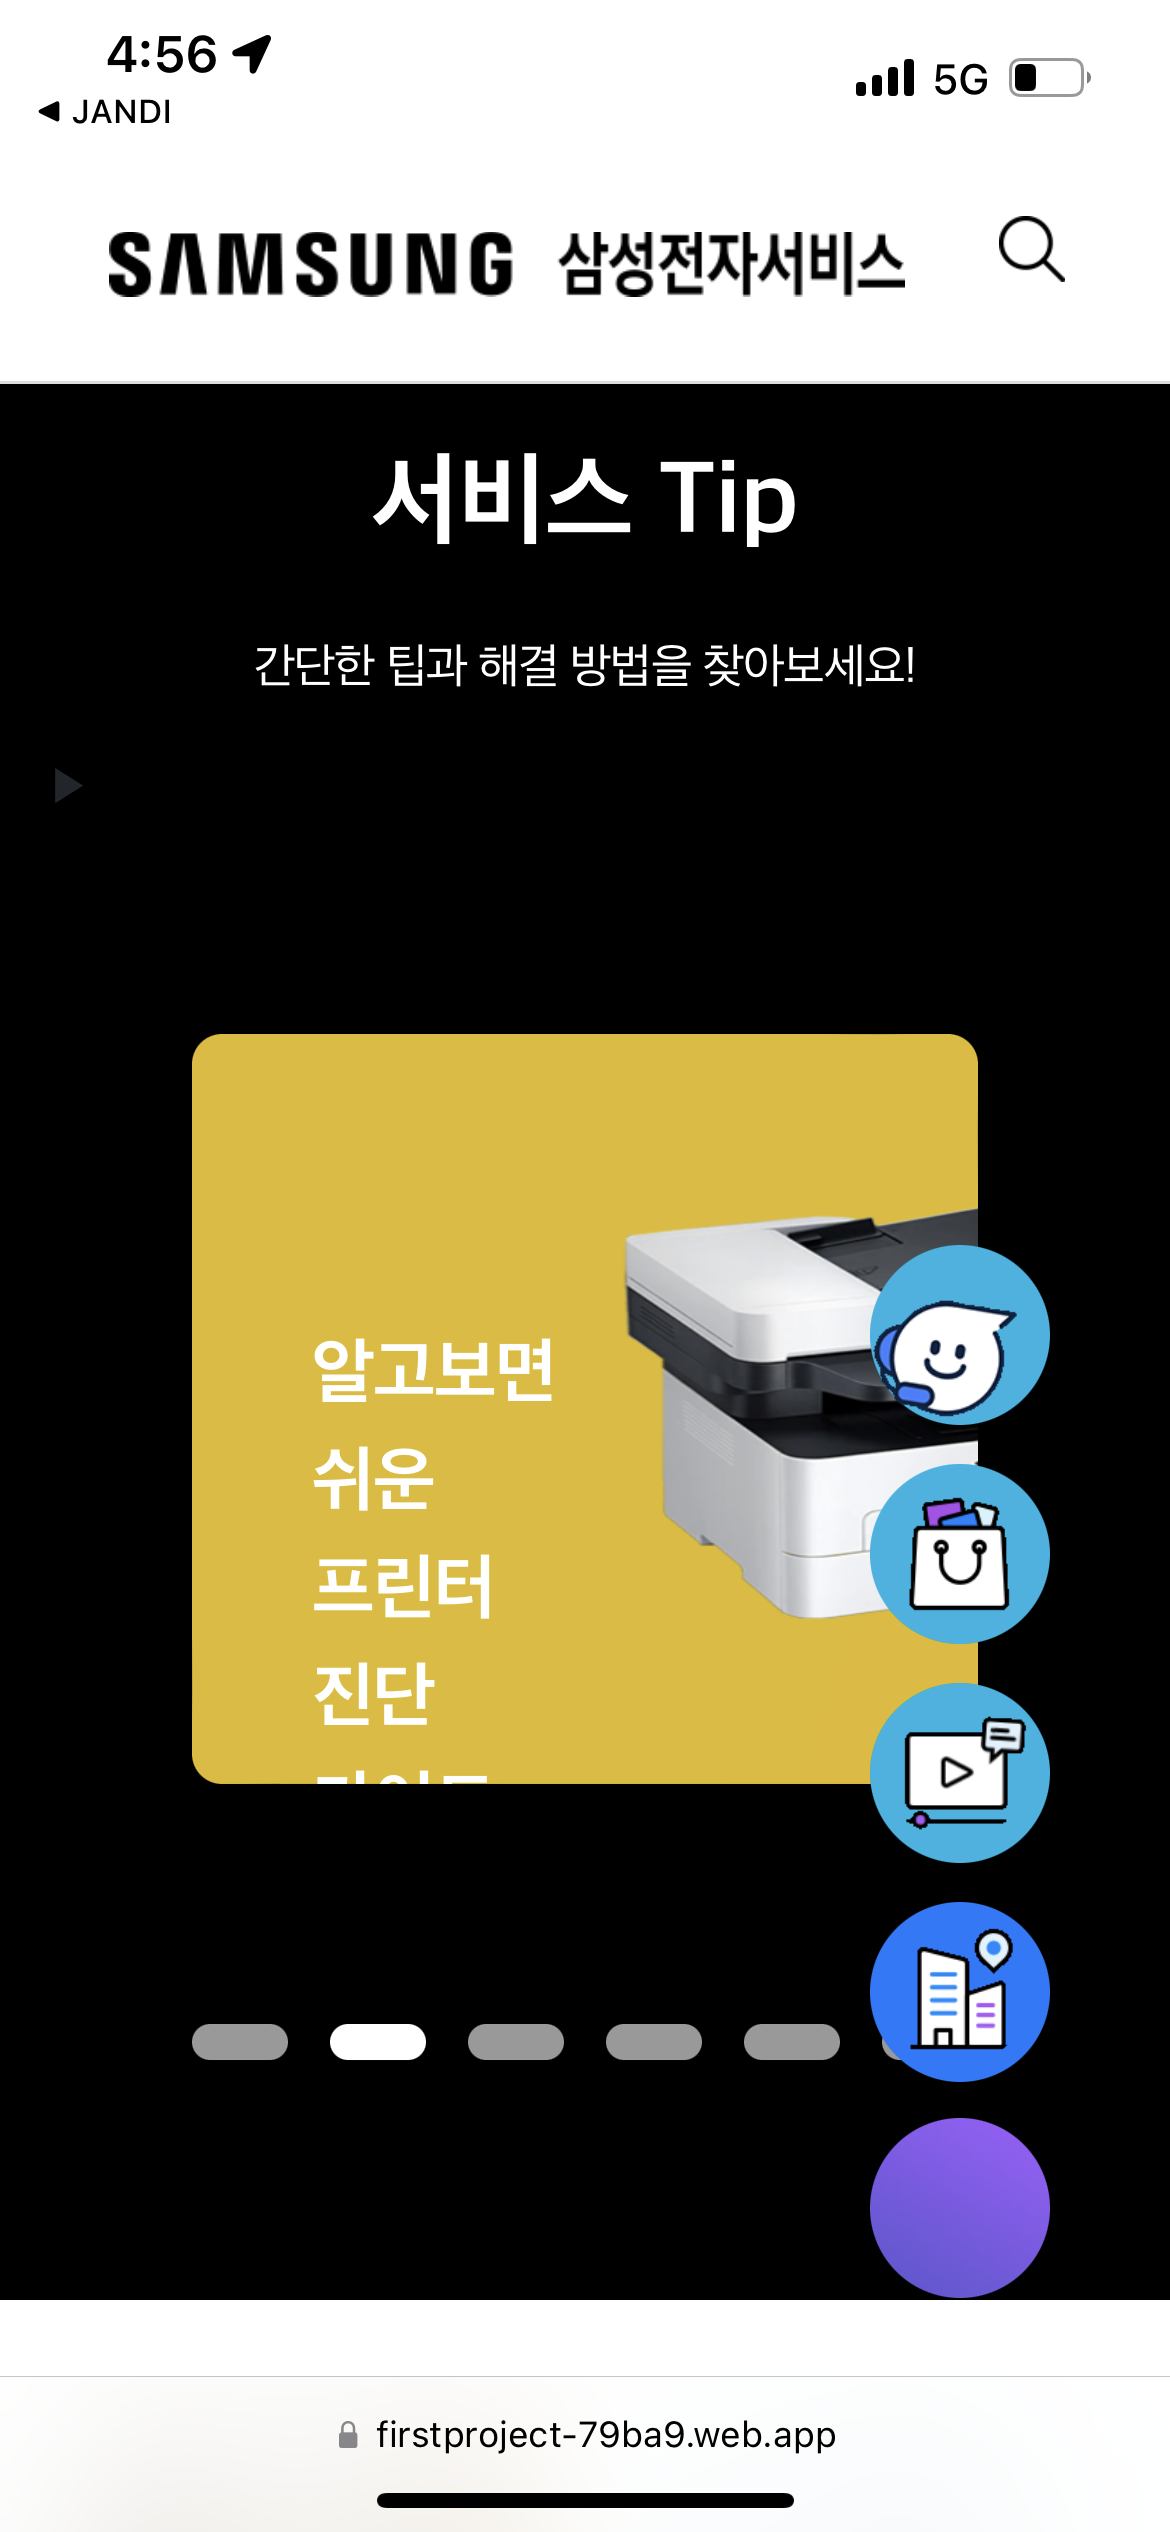 4:56
JANDI
5G
SAMSUNG 삼성전자서비스
서비스 Tip
간단한 팁과 해결 방법을 찾아보세요!
알고보면
쉬운
프린터
진단
firstproject-79ba9.web.app